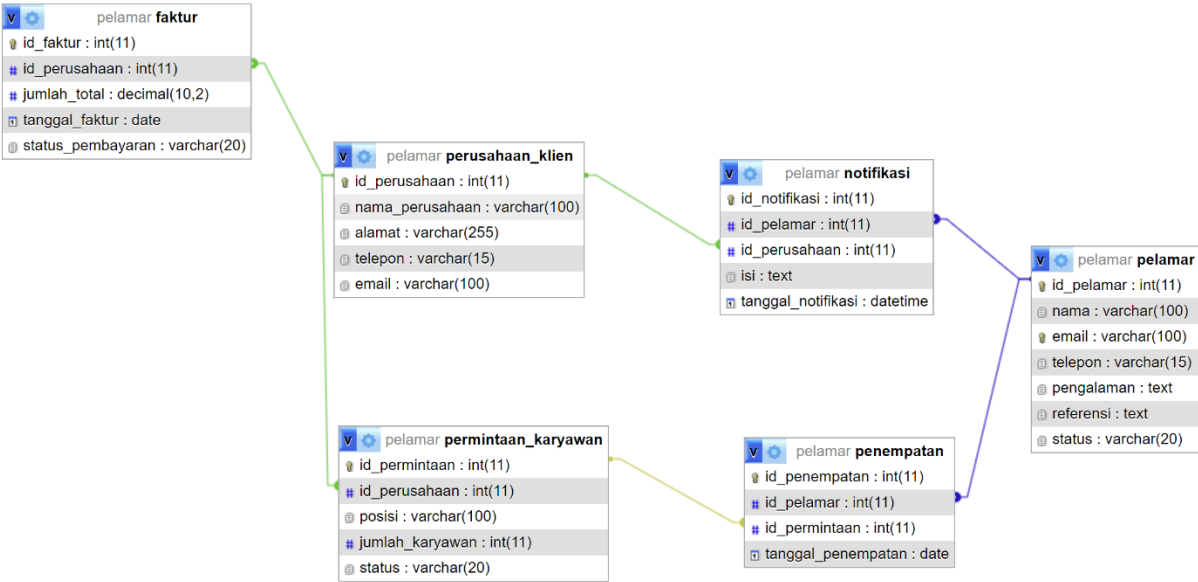 pelamar faktur
id_faktur : int(11)
id_perusahaan : int(11)
jumlah_total : decimal(10,2)
tanggal_faktur : date
status_pembayaran : varchar(20)
pelamar perusahaan_klien
id_perusahaan : int(11)
nama_perusahaan : varchar(100)
alamat : varchar(255)
telepon : varchar(15)
email : varchar(100)
pelamar notifikasi
id_notifikasi : int(11)
id_pelamar : int(11)
id_perusahaan : int(11)
isi : text
tanggal_notifikasi : datetime
pelamar pelamar
id_pelamar : int(11)
nama : varchar(100)
email : varchar(100)
telepon : varchar(15)
pengalaman : text
referensi : text
status : varchar(20)
pelamar permintaan_karyawan
id_permintaan : int(11)
id_perusahaan : int(11)
posisi : varchar(100)
jumlah_karyawan : int(11)
status : varchar(20)
pelamar penempatan
id_penempatan : int(11)
id_pelamar : int(11)
id_permintaan : int(11)
tanggal_penempatan : date